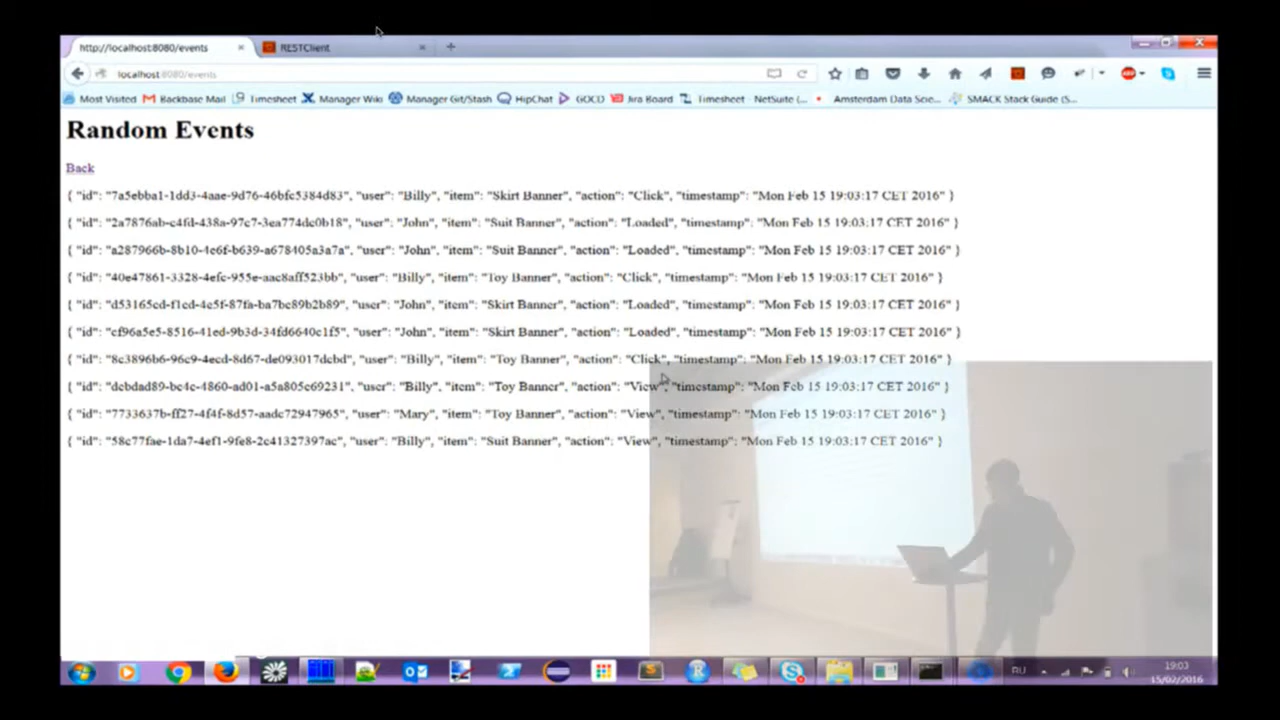 http://localhost:8080/events
RESTClient
localhost:8080/events
Most Visited Backbase Mail Timesheet Manager Wiki Manager Git/Stash HipChat GOCD Jira Board Timesheet - NetSuite (... Amsterdam Data Scie... SMACK Stack Guide (S...
Random Events
Back
{ "id": "7a5ebba1-1dd3-4aae-9d76-46bfc5384d83", "user": "Billy", "item": "Skirt Banner", "action": "Click", "timestamp": "Mon Feb 15 19:03:17 CET 2016" }
{ "id": "2a7876ab-c4fd-438a-97c7-3ea774dc0b18", "user": "John", "item": "Suit Banner", "action": "Loaded", "timestamp": "Mon Feb 15 19:03:17 CET 2016" }
{ "id": "a287966b-8b10-4e6f-b639-a678405a3a7a", "user": "John", "item": "Suit Banner", "action": "Loaded", "timestamp": "Mon Feb 15 19:03:17 CET 2016" }
{ "id": "40e47861-3328-4efc-955e-aac8aff523bb", "user": "Billy", "item": "Toy Banner", "action": "Click", "timestamp": "Mon Feb 15 19:03:17 CET 2016" }
{ "id": "d53165cd-f1cd-4e5f-87fa-ba7bc89b2b89", "user": "John", "item": "Skirt Banner", "action": "Loaded", "timestamp": "Mon Feb 15 19:03:17 CET 2016" }
{ "id": "cf96a5e5-8516-41ed-9b3d-34fd6640c1f5", "user": "John", "item": "Skirt Banner", "action": "Loaded", "timestamp": "Mon Feb 15 19:03:17 CET 2016" }
{ "id": "8c3896b6-96c9-4ecd-8d67-de093017dcbd", "user": "Billy", "item": "Toy Banner", "action": "Click", "timestamp": "Mon Feb 15 19:03:17 CET 2016" }
{ "id": "dcbdad89-bc4c-4860-ad01-a5a805c69231", "user": "Billy", "item": "Toy Banner", "action": "View", "timestamp": "Mon Feb 15 19:03:17 CET 2016" }
{ "id": "7733637b-ff27-4f4f-8d57-aadc72947965", "user": "Mary", "item": "Toy Banner", "action": "View", "timestamp": "Mon Feb 15 19:03:17 CET 2016" }
{ "id": "58c77fae-1da7-4ef1-9fe8-2c41327397ac", "user": "Billy", "item": "Suit Banner", "action": "View", "timestamp": "Mon Feb 15 19:03:17 CET 2016" }
RU
19:03
15/02/2016